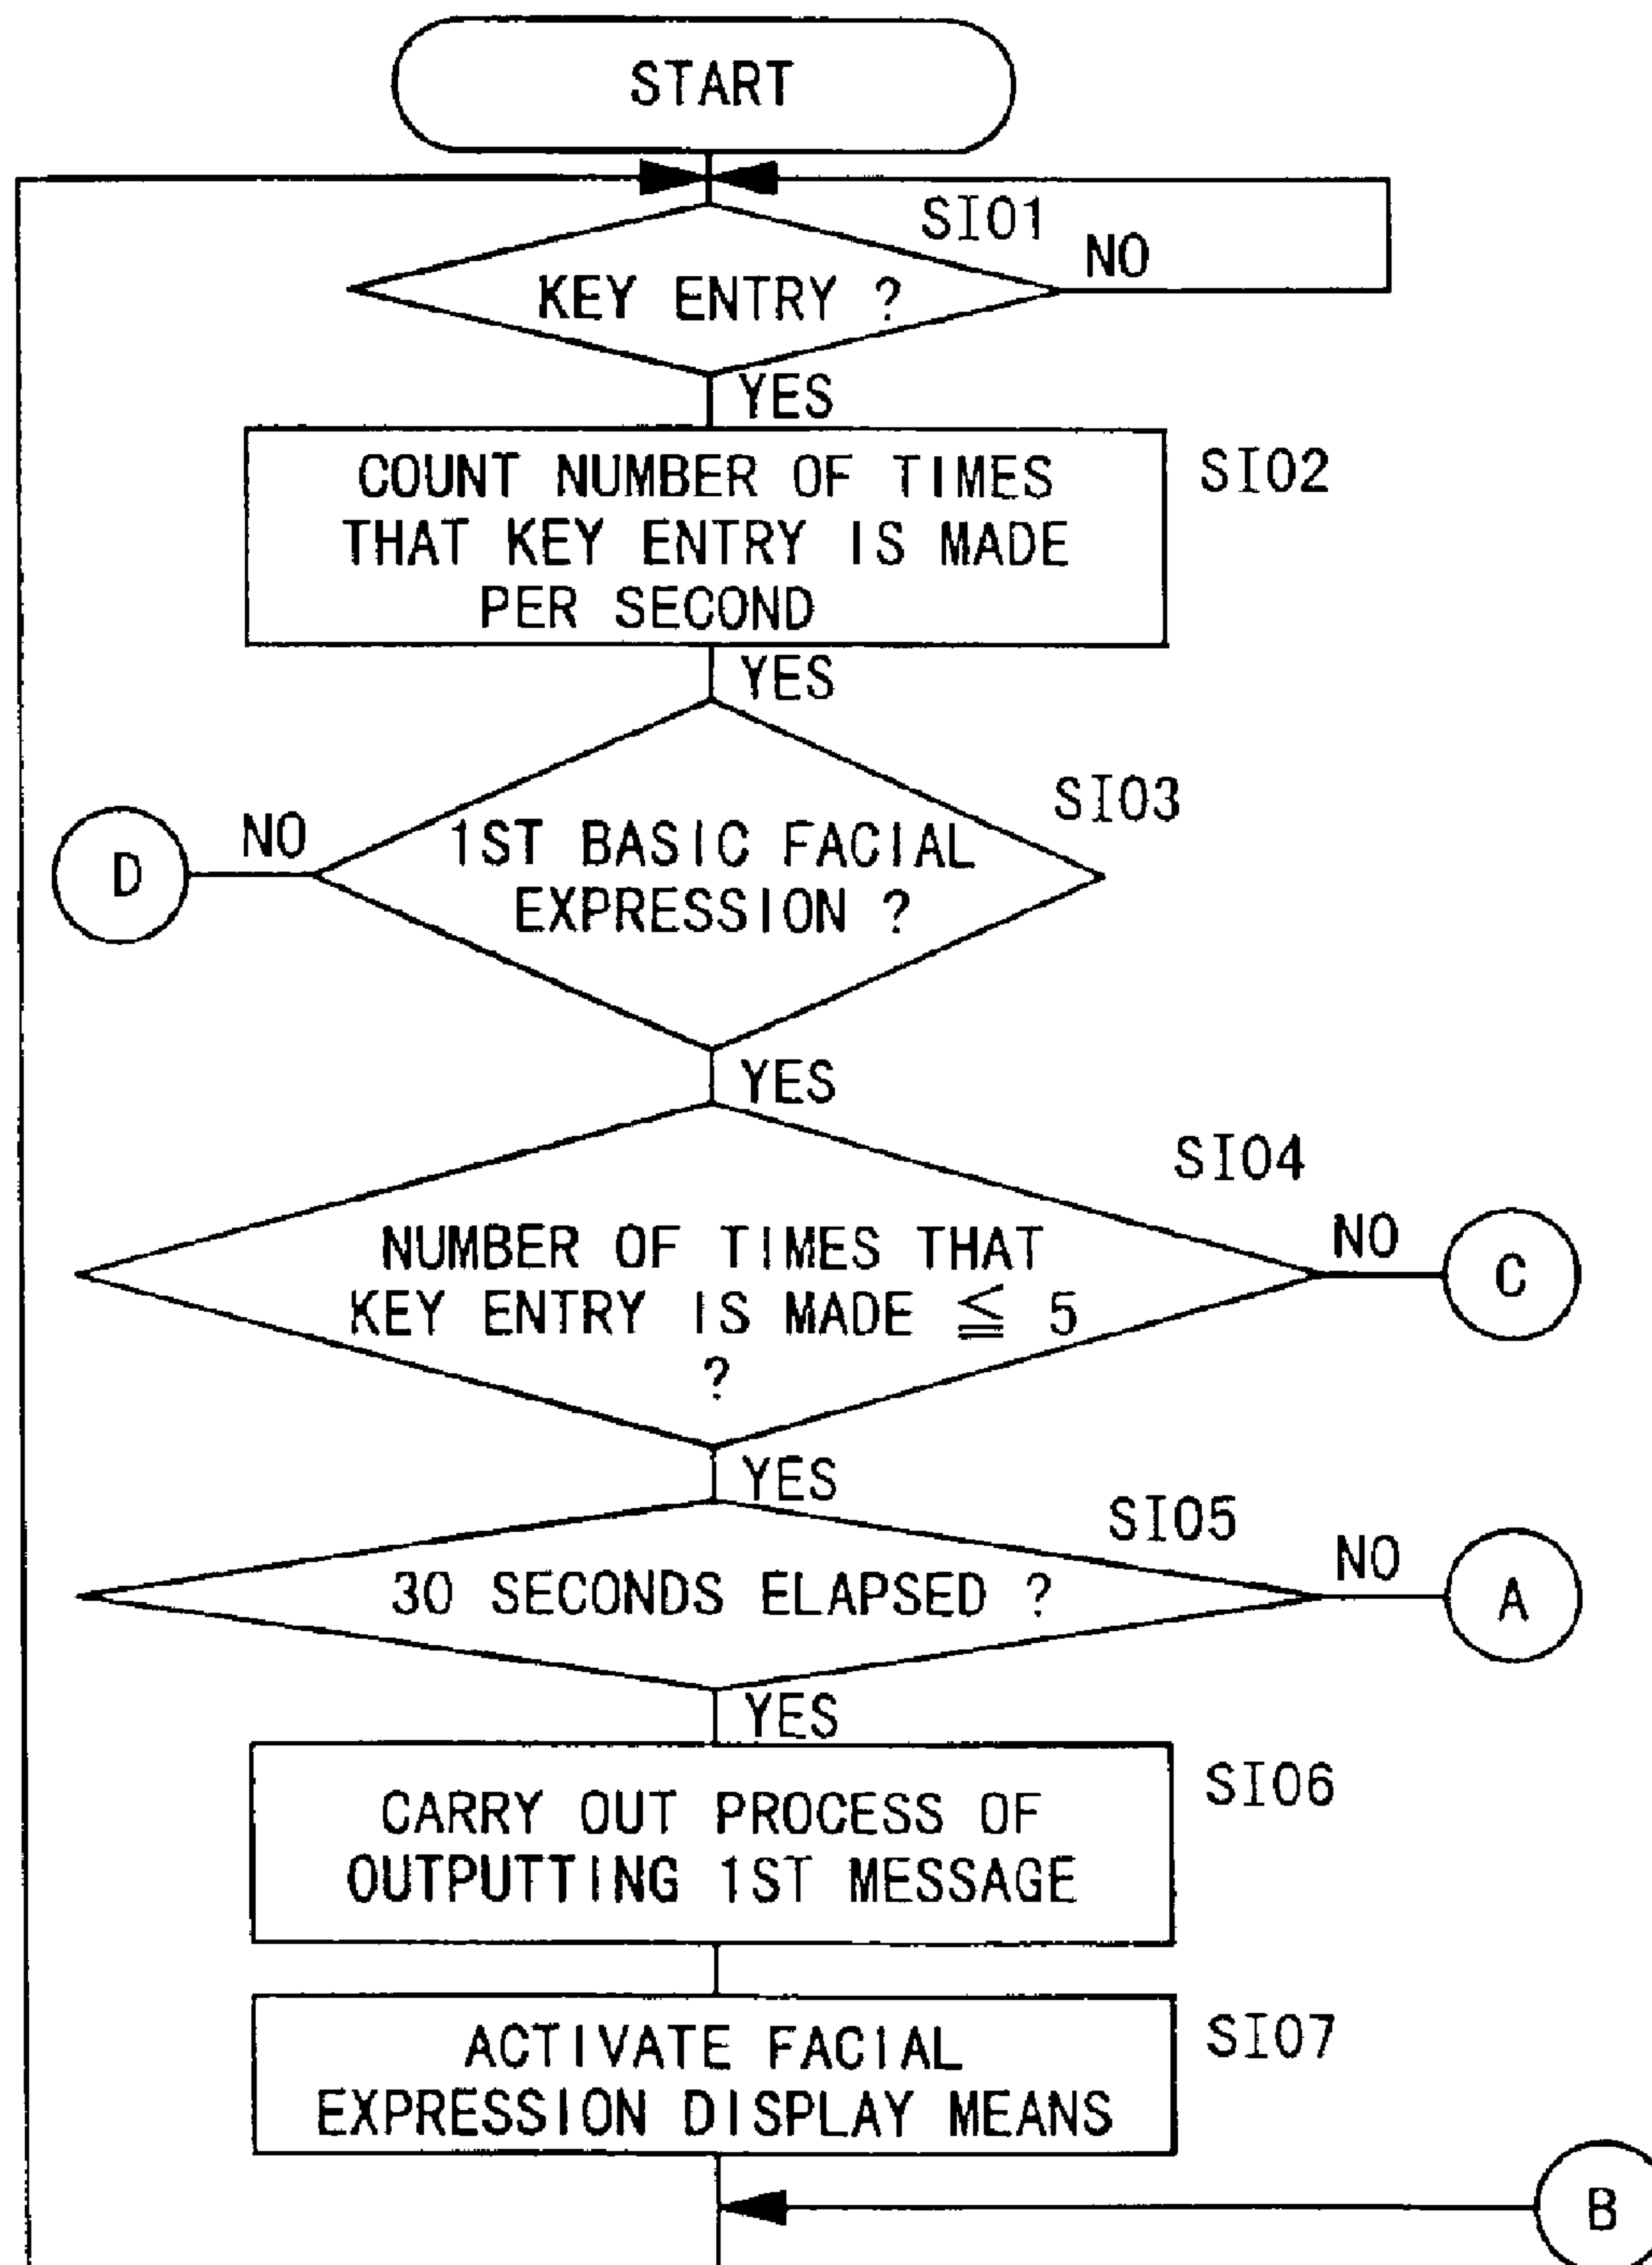 START
SI01
KEY ENTRY ?
NO
YES
COUNT NUMBER OF TIMES
THAT KEY ENTRY IS MADE
PER SECOND
SI02
YES
SI03
1ST BASIC FACIAL
EXPRESSION ?
NO
D
YES
SI04
NUMBER OF TIMES THAT
KEY ENTRY IS MADE ≦ 5
?
NO
C
YES
SI05
30 SECONDS ELAPSED ?
NO
A
YES
CARRY OUT PROCESS OF
OUTPUTTING 1ST MESSAGE
SI06
ACTIVATE FACIAL
EXPRESSION DISPLAY MEANS
SI07
B